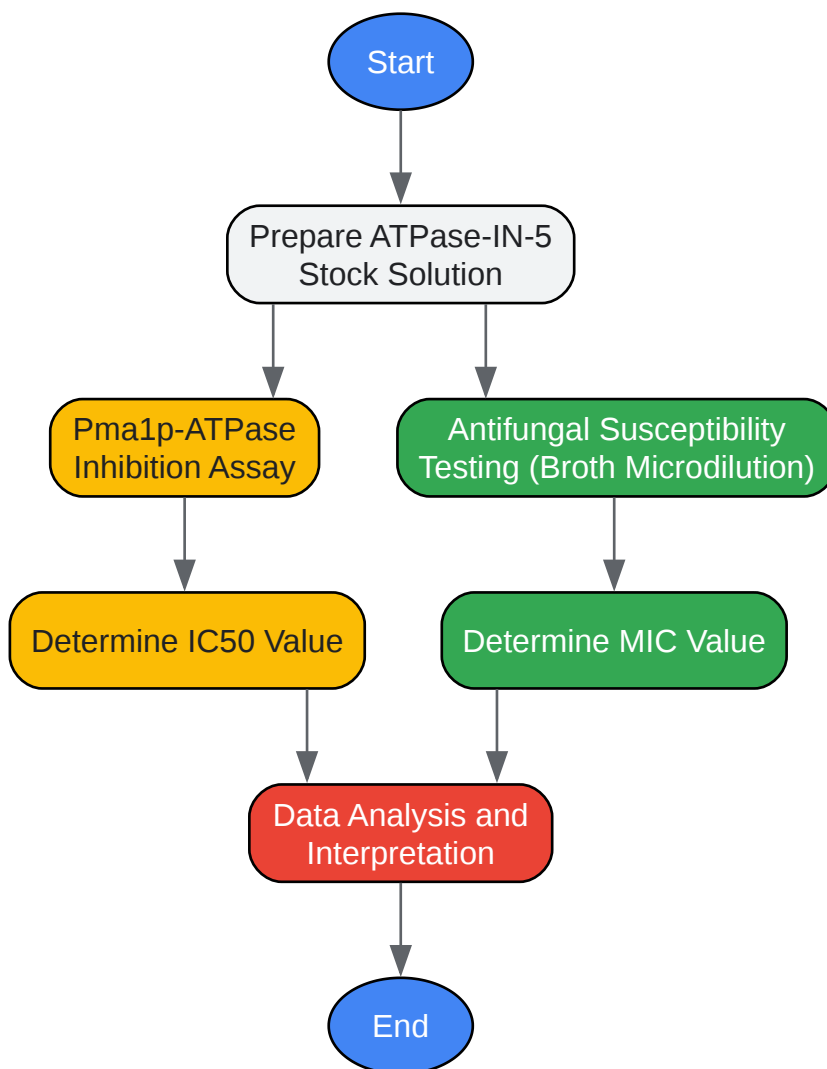 Start
Prepare ATPase-IN-5
Stock Solution
Pma1p-ATPase
Inhibition Assay
Antifungal Susceptibility
Testing (Broth Microdilution)
Determine IC50 Value
Determine MIC Value
Data Analysis and
Interpretation
End